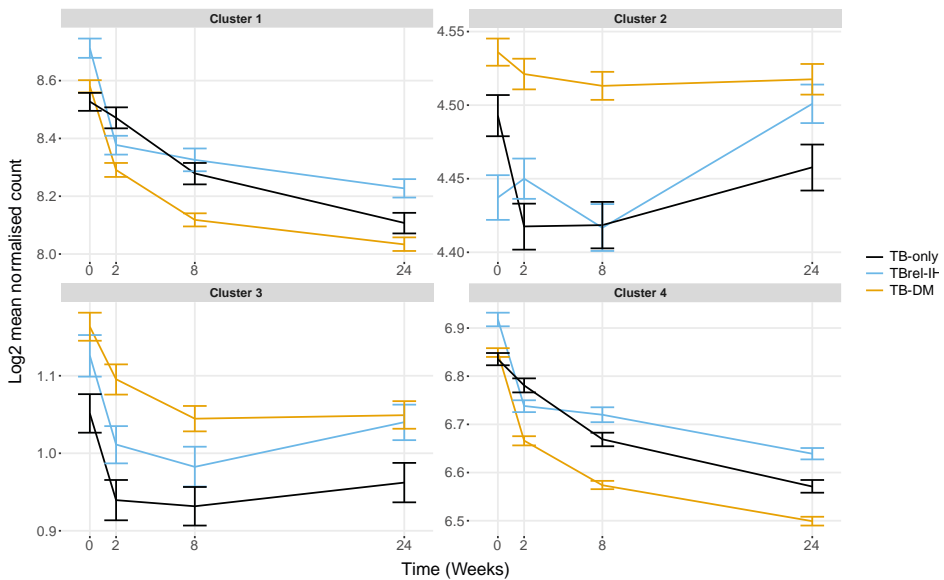 Cluster 1
Cluster 2
8.6
8.4
8.2
8.0
0 2 8 24
4.55
4.50
4.45
4.40
0 2 8 24
Cluster 3
Cluster 4
1.1
1.0
0.9
0 2 8 24
6.9
6.8
6.7
6.6
6.5
0 2 8 24
Log2 mean normalised count
Time (Weeks)
TB-only
TBrel-IH
TB-DM